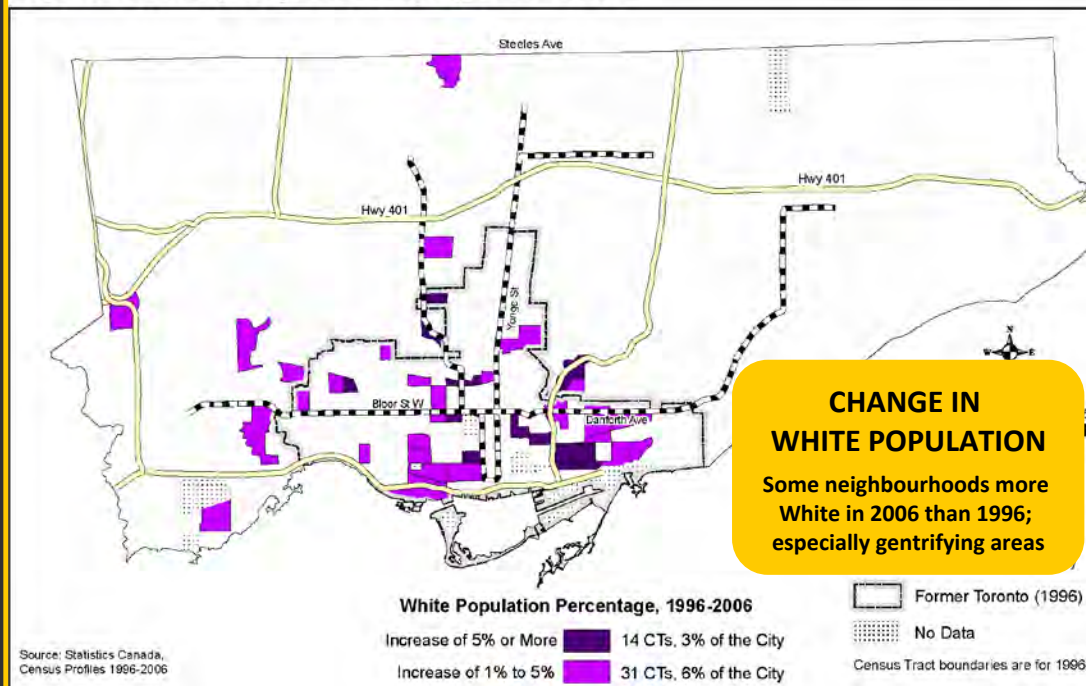 Steeles Ave
Hwy 401
Hwy 401
Yonge St
Bloor St W
Danforth Ave
N
W E
CHANGE IN
WHITE POPULATION
Some neighbourhoods more
White in 2006 than 1996;
especially gentrifying areas
White Population Percentage, 1996-2006
Increase of 5% or More 14 CTs, 3% of the City
Increase of 1% to 5% 31 CTs, 6% of the City
Former Toronto (1996)
No Data
Census Tract boundaries are for 1996
Source: Statistics Canada,
Census Profiles 1996-2006